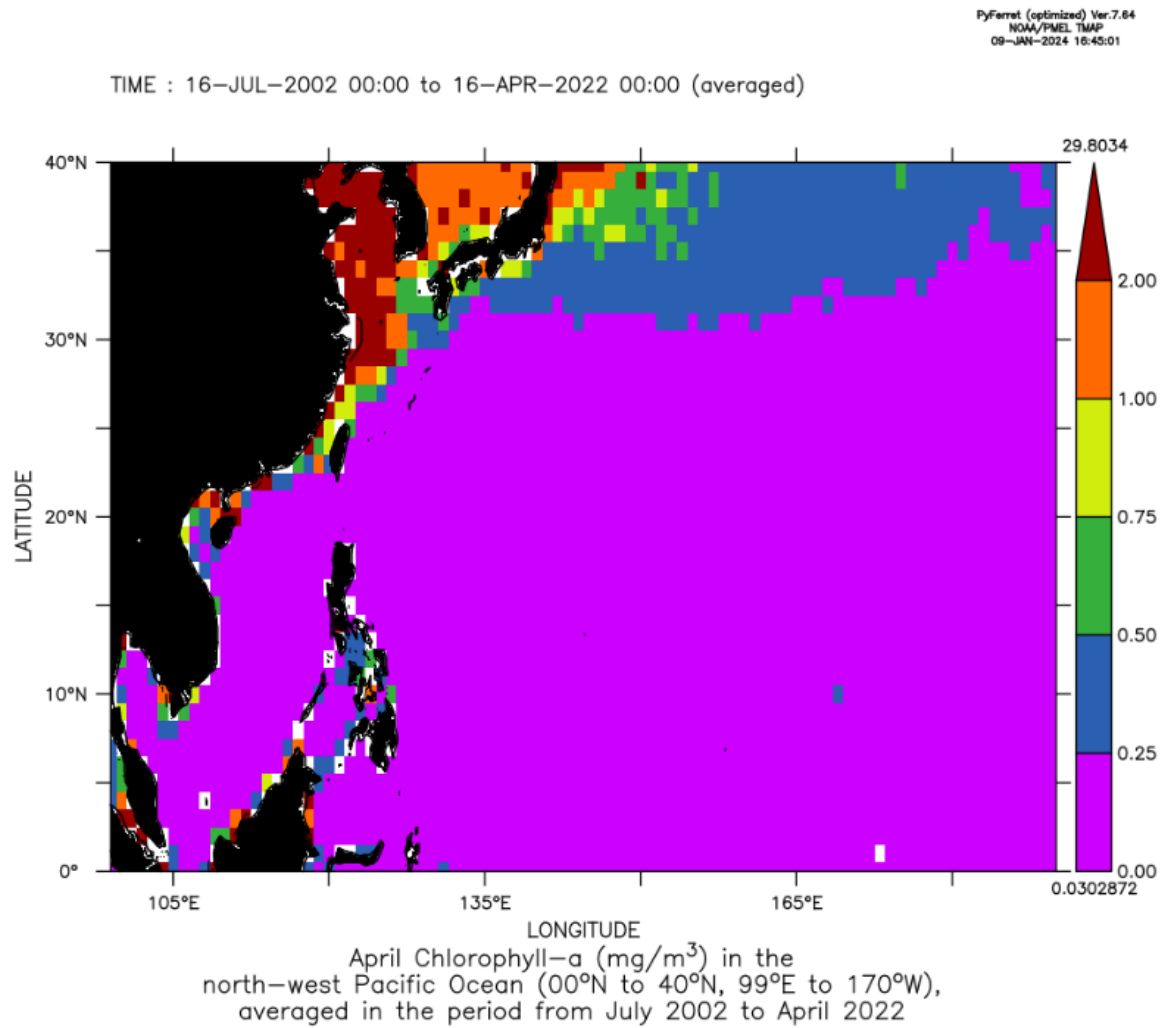 PyFerret (optimized) Ver.7.64
NOAA/PMEL TMAP
09-JAN-2024 16:45:01
TIME : 16-JUL-2002 00:00 to 16-APR-2022 00:00 (averaged)
29.8034
40°N
30°N
20°N
10°N
0°
LATITUDE
2.00
1.00
0.75
0.50
0.25
0.00
0.0302872
105°E 135°E 165°E
LONGITUDE
April Chlorophyll-a (mg/m³) in the
north-west Pacific Ocean (00°N to 40°N, 99°E to 170°W),
averaged in the period from July 2002 to April 2022